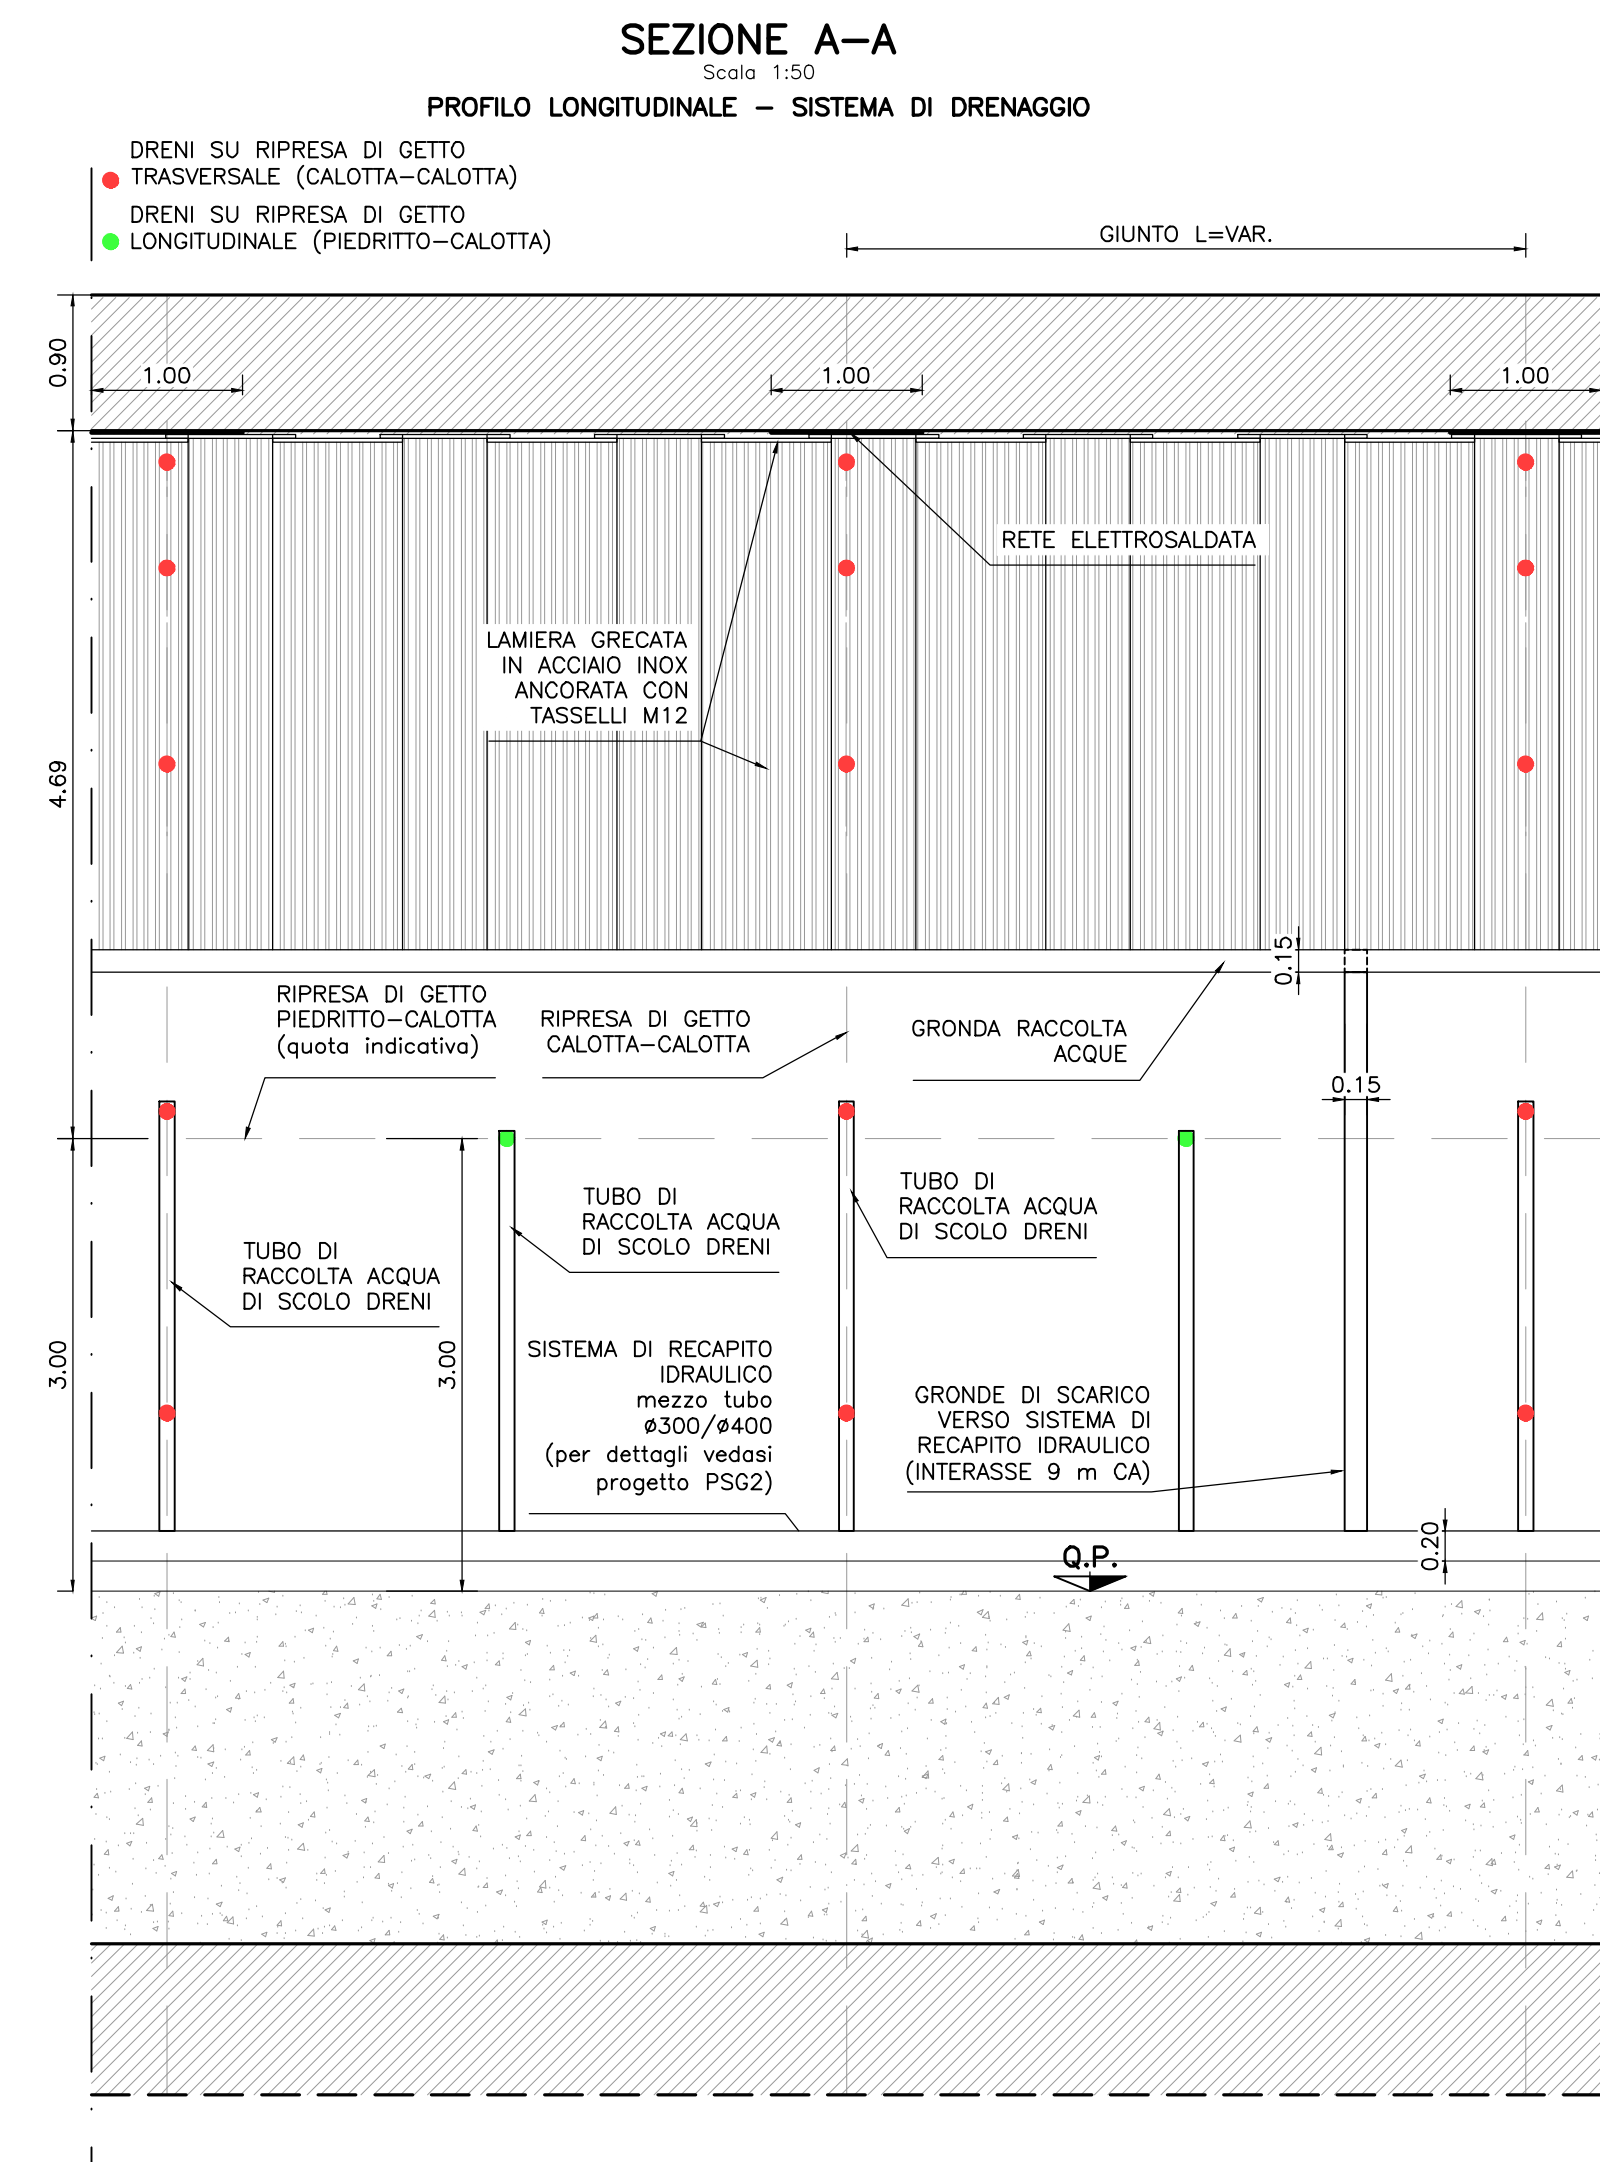 SEZIONE A-A
Scala 1:50
PROFILO LONGITUDINALE - SISTEMA DI DRENAGGIO
DRENI SU RIPRESA DI GETTO
TRASVERSALE (CALOTTA-CALOTTA)
DRENI SU RIPRESA DI GETTO
LONGITUDINALE (PIEDRITTO-CALOTTA)
GIUNTO L=VAR.
0.90
1.00
1.00
1.00
RETE ELETTROSALDATA
LAMIERA GRECATA
IN ACCIAIO INOX
ANCORATA CON
TASSELLI M12
4.69
0.15
RIPRESA DI GETTO
PIEDRITTO-CALOTTA
(quota indicativa)
RIPRESA DI GETTO
CALOTTA-CALOTTA
GRONDA RACCOLTA
ACQUE
0.15
TUBO DI
RACCOLTA ACQUA
DI SCOLO DRENI
TUBO DI
RACCOLTA ACQUA
DI SCOLO DRENI
TUBO DI
RACCOLTA ACQUA
DI SCOLO DRENI
3.00
3.00
SISTEMA DI RECAPITO
IDRAULICO
mezzo tubo
ø300/ø400
(per dettagli vedasi
progetto PSG2)
GRONDE DI SCARICO
VERSO SISTEMA DI
RECAPITO IDRAULICO
(INTERASSE 9 m CA)
0.20
Q.P.